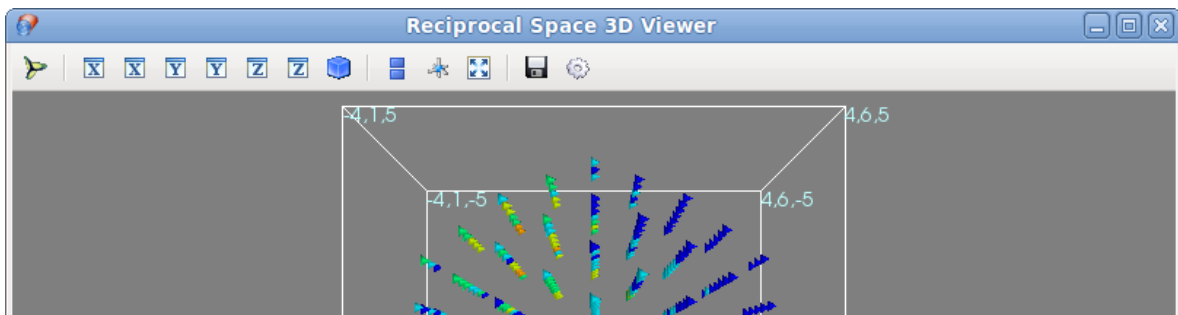 Reciprocal Space 3D Viewer
X X Y Y Z Z
-4,1,5
4,6,5
-4,1,-5
4,6,-5